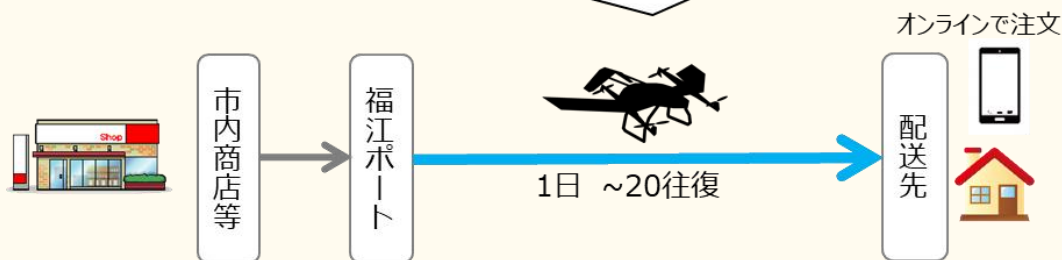 オンラインで注文
Shop
市内商店等
福江ポート
1日 ~20往復
配送先